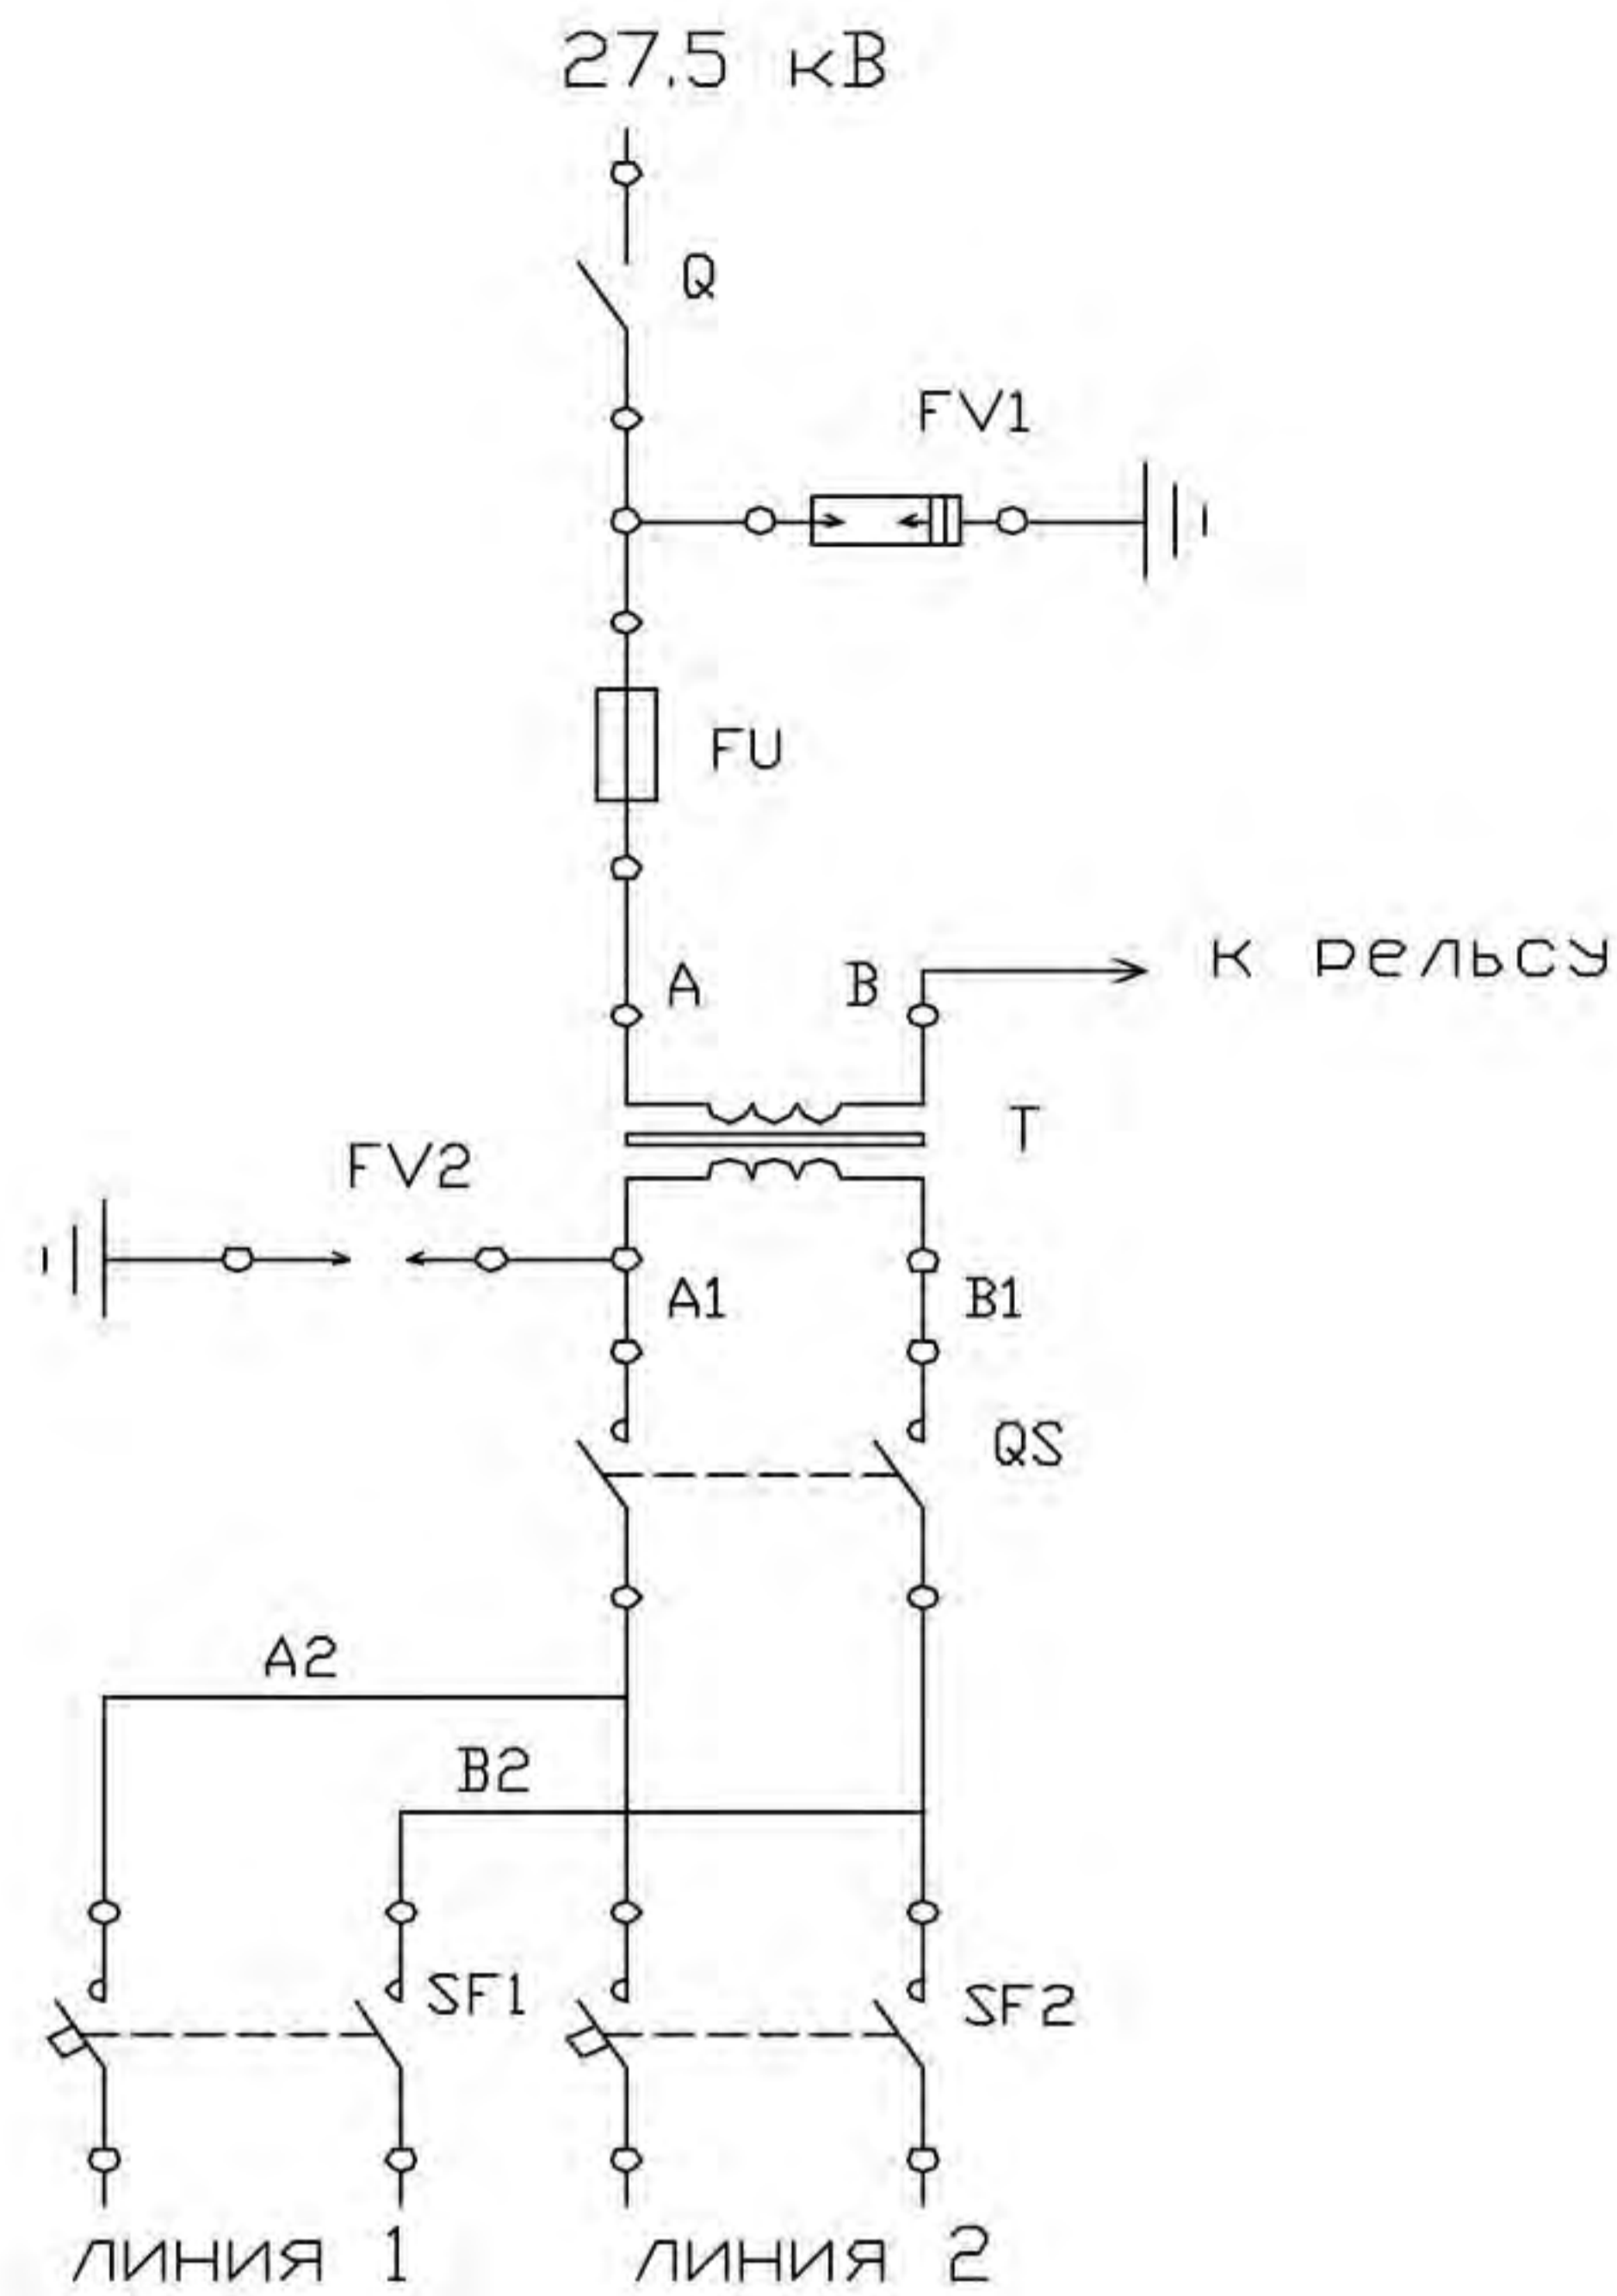 27.5 кВ
Q
FV1
FU
К рельсу
A
B
T
FV2
A1
B1
QS
A2
B2
SF1
SF2
ЛИНИЯ 1
ЛИНИЯ 2